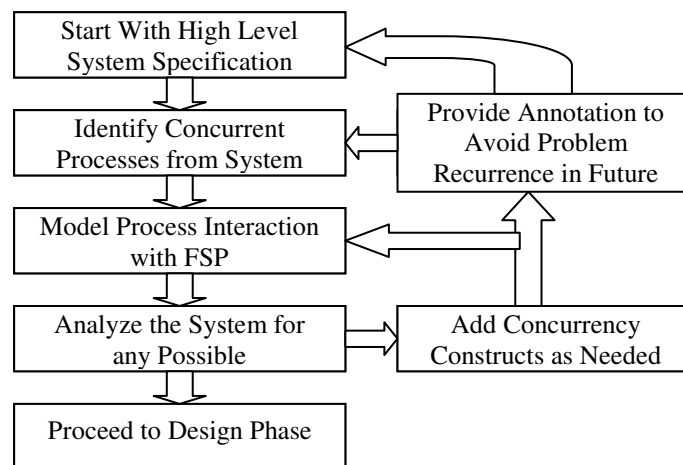 Start With High Level
System Specification
Identify Concurrent
Processes from System
Provide Annotation to
Avoid Problem
Recurrence in Future
Model Process Interaction
with FSP
Analyze the System for
any Possible
Add Concurrency
Constructs as Needed
Proceed to Design Phase